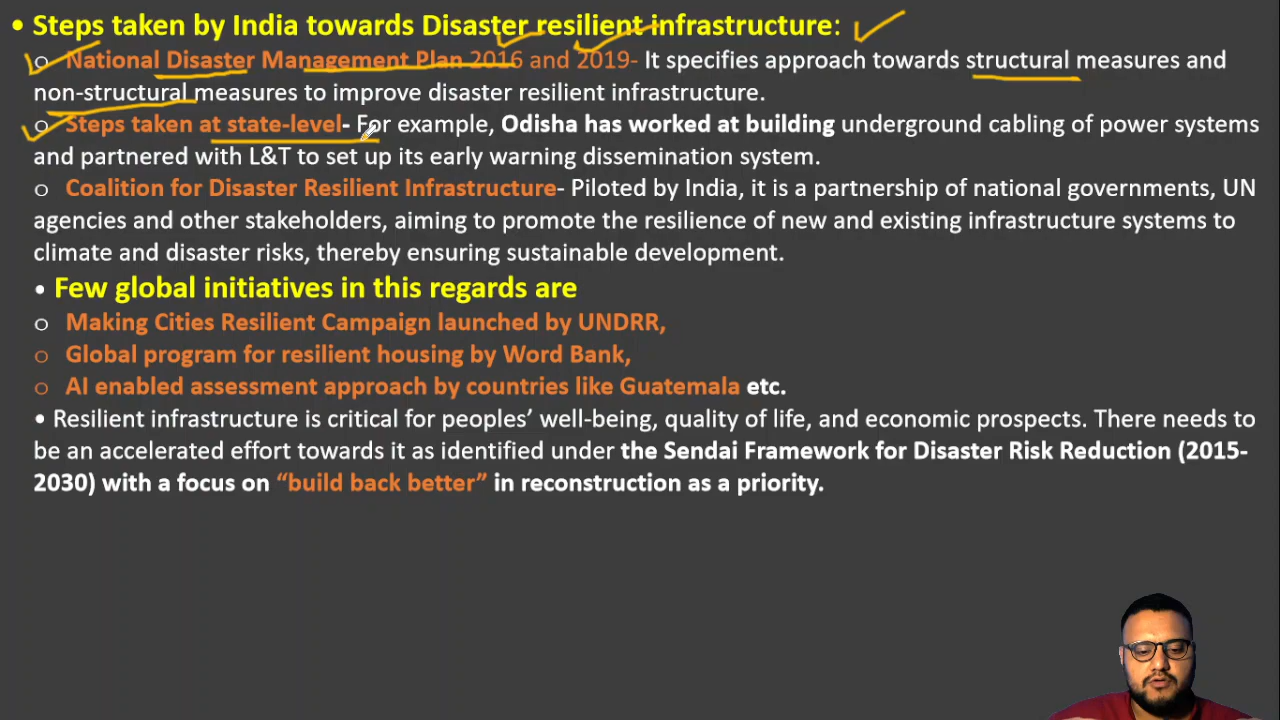 • Steps taken by India towards Disaster resilient infrastructure:
o National Disaster Management Plan 2016 and 2019- It specifies approach towards structural measures and
non-structural measures to improve disaster resilient infrastructure.
o Steps taken at state-level- For example, Odisha has worked at building underground cabling of power systems
and partnered with L&T to set up its early warning dissemination system.
o Coalition for Disaster Resilient Infrastructure- Piloted by India, it is a partnership of national governments, UN
agencies and other stakeholders, aiming to promote the resilience of new and existing infrastructure systems to
climate and disaster risks, thereby ensuring sustainable development.
• Few global initiatives in this regards are
o Making Cities Resilient Campaign launched by UNDRR,
o Global program for resilient housing by Word Bank,
o AI enabled assessment approach by countries like Guatemala etc.
• Resilient infrastructure is critical for peoples’ well-being, quality of life, and economic prospects. There needs to
be an accelerated effort towards it as identified under the Sendai Framework for Disaster Risk Reduction (2015-
2030) with a focus on “build back better” in reconstruction as a priority.